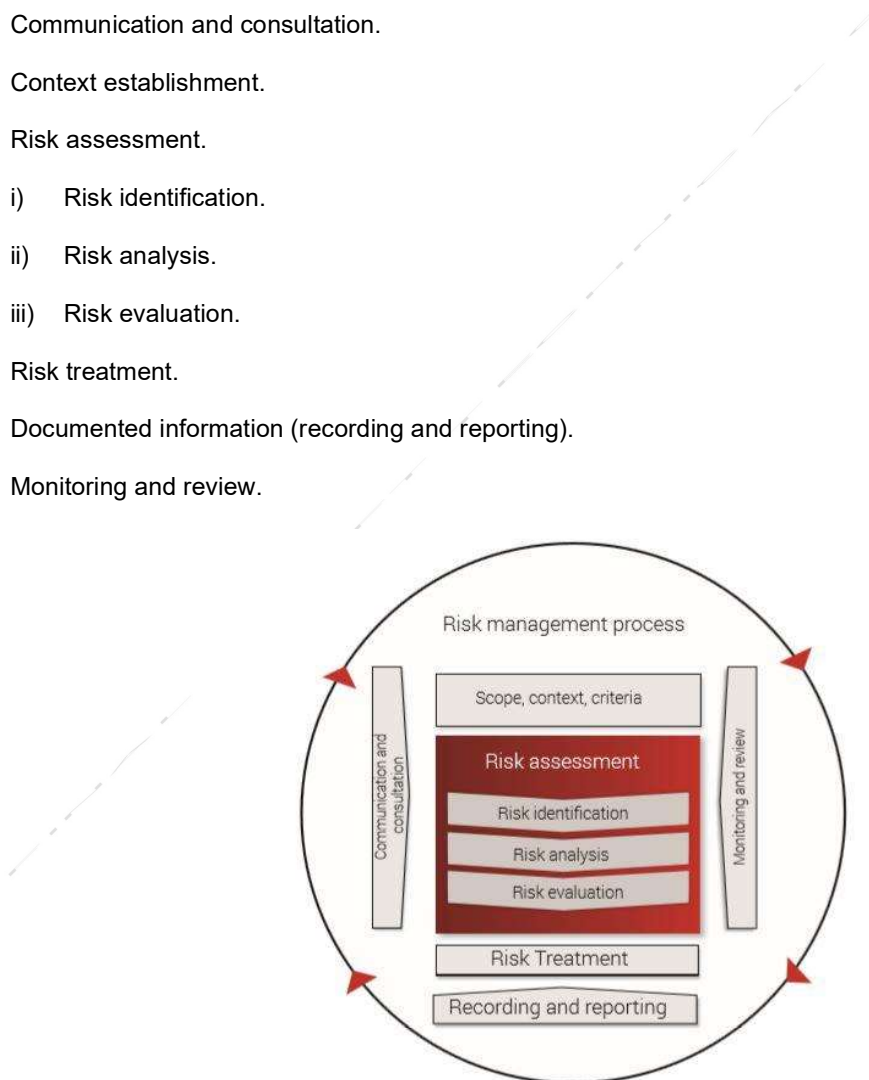 Communication and consultation.
Context establishment.
Risk assessment.
i) Risk identification.
ii) Risk analysis.
iii) Risk evaluation.
Risk treatment.
Documented information (recording and reporting).
Monitoring and review.
Risk management process
Scope, context, criteria
Communication and
consultation
Risk assessment
Risk identification
Risk analysis
Risk evaluation
Monitoring and review
Risk Treatment
Recording and reporting